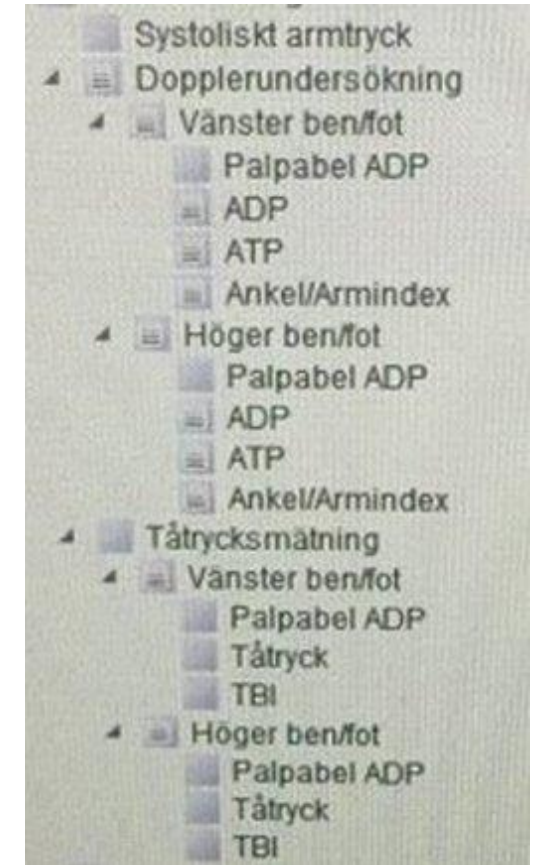 Systoliskt armtryck
Dopplerundersökning
Vänster ben/fot
Palpabel ADP
ADP
ATP
Ankel/Armindex
Höger ben/fot
Palpabel ADP
ADP
ATP
Ankel/Armindex
Tåtrycksmätning
Vänster ben/fot
Palpabel ADP
Tåtryck
TBI
Höger ben/fot
Palpabel ADP
Tåtryck
TBI